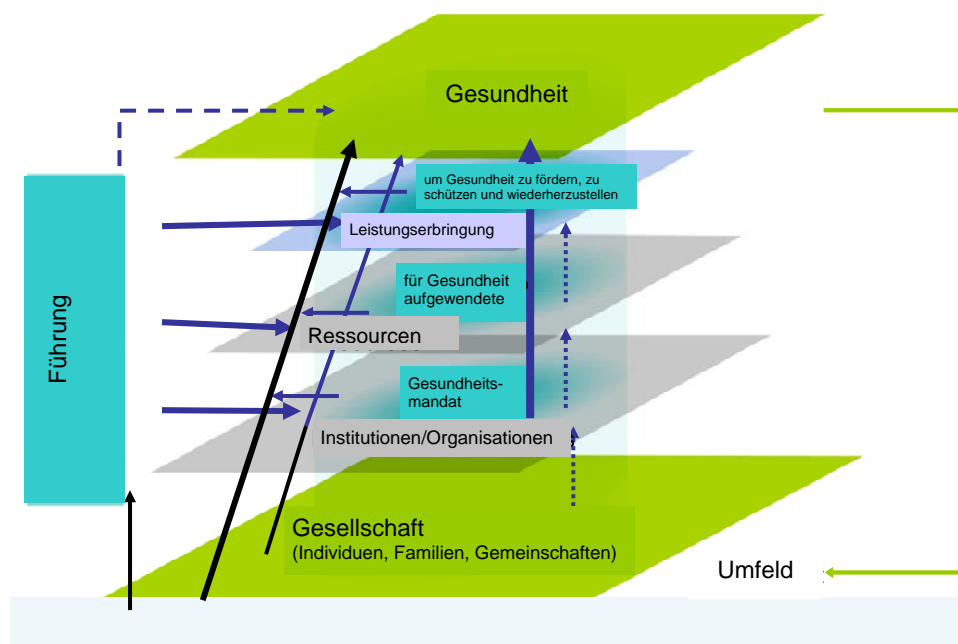 Gesundheit
um Gesundheit zu fördern, zu
schützen und wiederherzustellen
Leistungserbringung
für Gesundheit
aufgewendete
Ressourcen
Führung
Gesundheits-
mandat
Institutionen/Organisationen
Gesellschaft
(Individuen, Familien, Gemeinschaften)
Umfeld